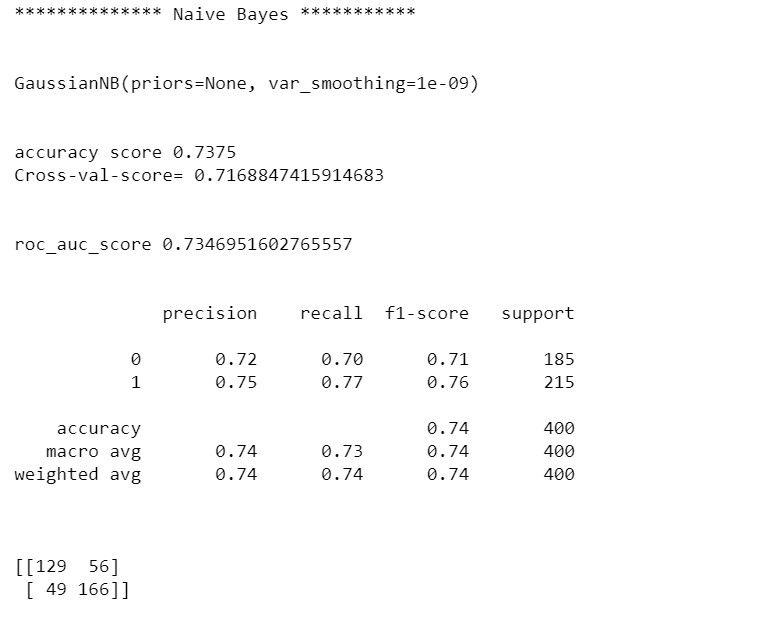 ************** Naive Bayes ***********
GaussianNB(priors=None, var_smoothing=1e-09)
accuracy score 0.7375
Cross-val-score= 0.7168847415914683
roc_auc_score 0.7346951602765557
precision recall f1-score support
0 0.72 0.70 0.71 185
1 0.75 0.77 0.76 215
accuracy 0.74 400
macro avg 0.74 0.73 0.74 400
weighted avg 0.74 0.74 0.74 400
[[129 56]
[ 49 166]]